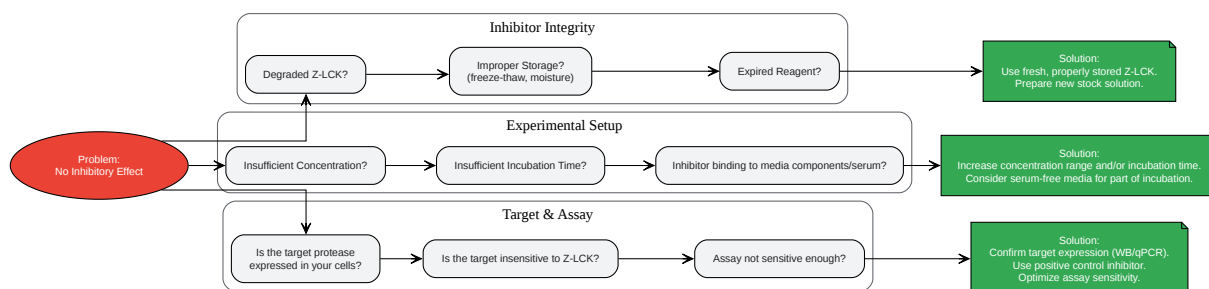 Inhibitor Integrity
Degraded Z-LCK?
Improper Storage?
(freeze-thaw, moisture)
Expired Reagent?
Solution:
Use fresh, properly stored Z-LCK.
Prepare new stock solution.
Problem:
No Inhibitory Effect
Experimental Setup
Insufficient Concentration?
Insufficient Incubation Time?
Inhibitor binding to media components/serum?
Solution:
Increase concentration range and/or incubation time.
Consider serum-free media for part of incubation.
Target & Assay
Is the target protease
expressed in your cells?
Is the target insensitive to Z-LCK?
Assay not sensitive enough?
Solution:
Confirm target expression (WB/qPCR).
Use positive control inhibitor.
Optimize assay sensitivity.